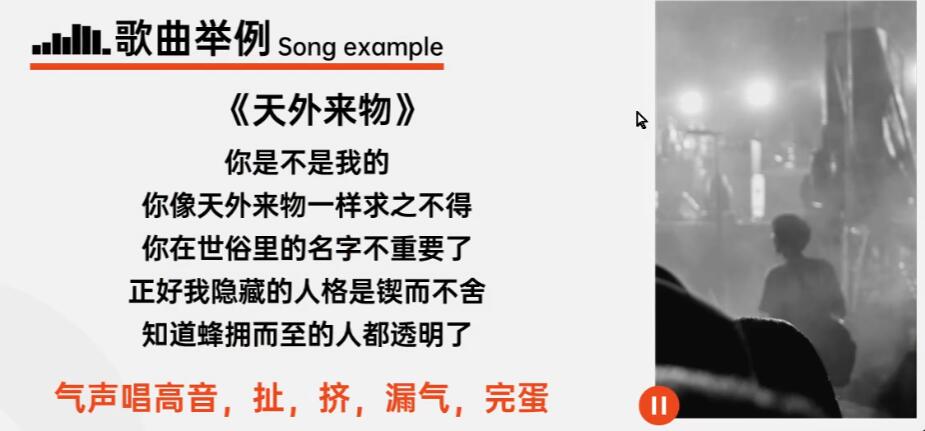 歌曲举例 Song example
《天外来物》
你是不是我的
你像天外来物一样求之不得
你在世俗里的名字不重要了
正好我隐藏的人格是锲而不舍
知道蜂拥而至的人都透明了
气声唱高音，扯，挤，漏气，完蛋